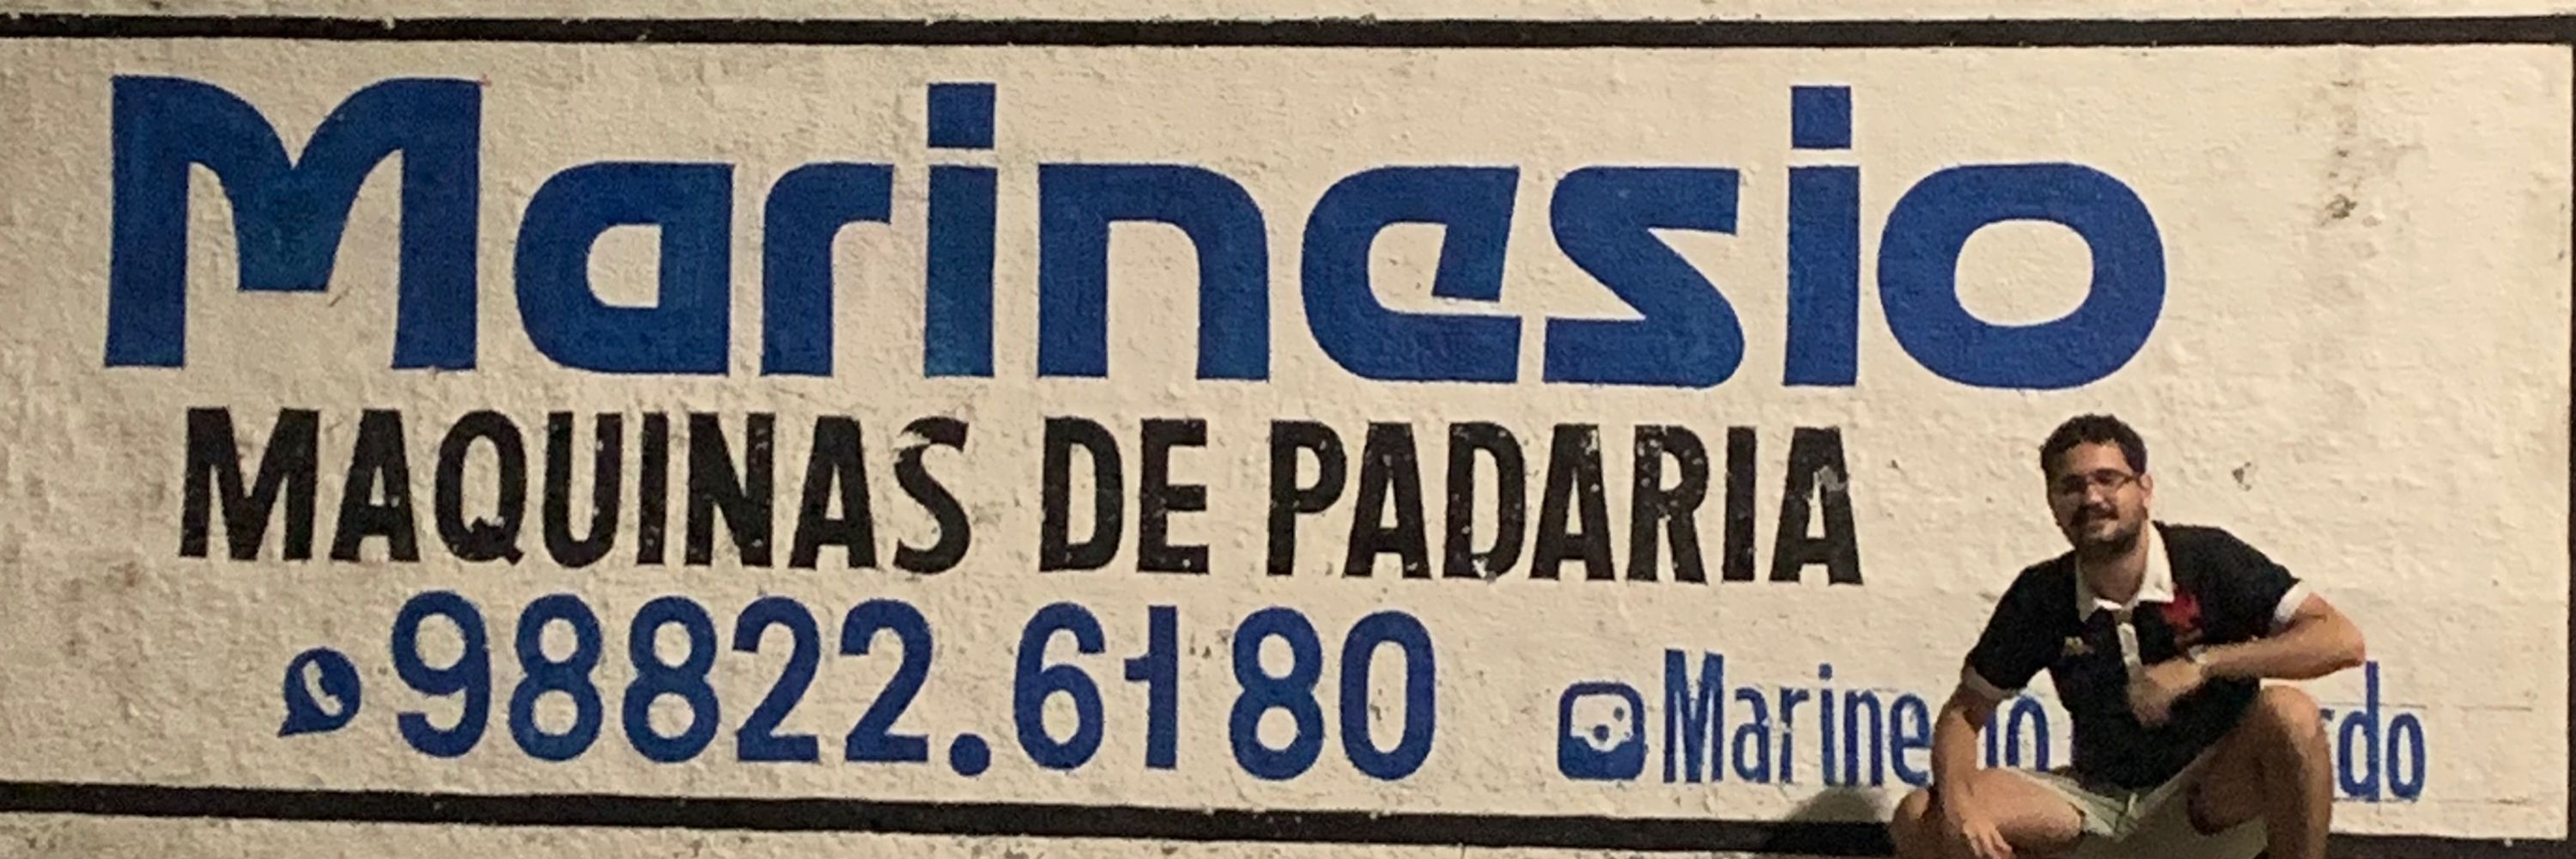 Marinesio
MAQUINAS DE PADARIA
98822.6180